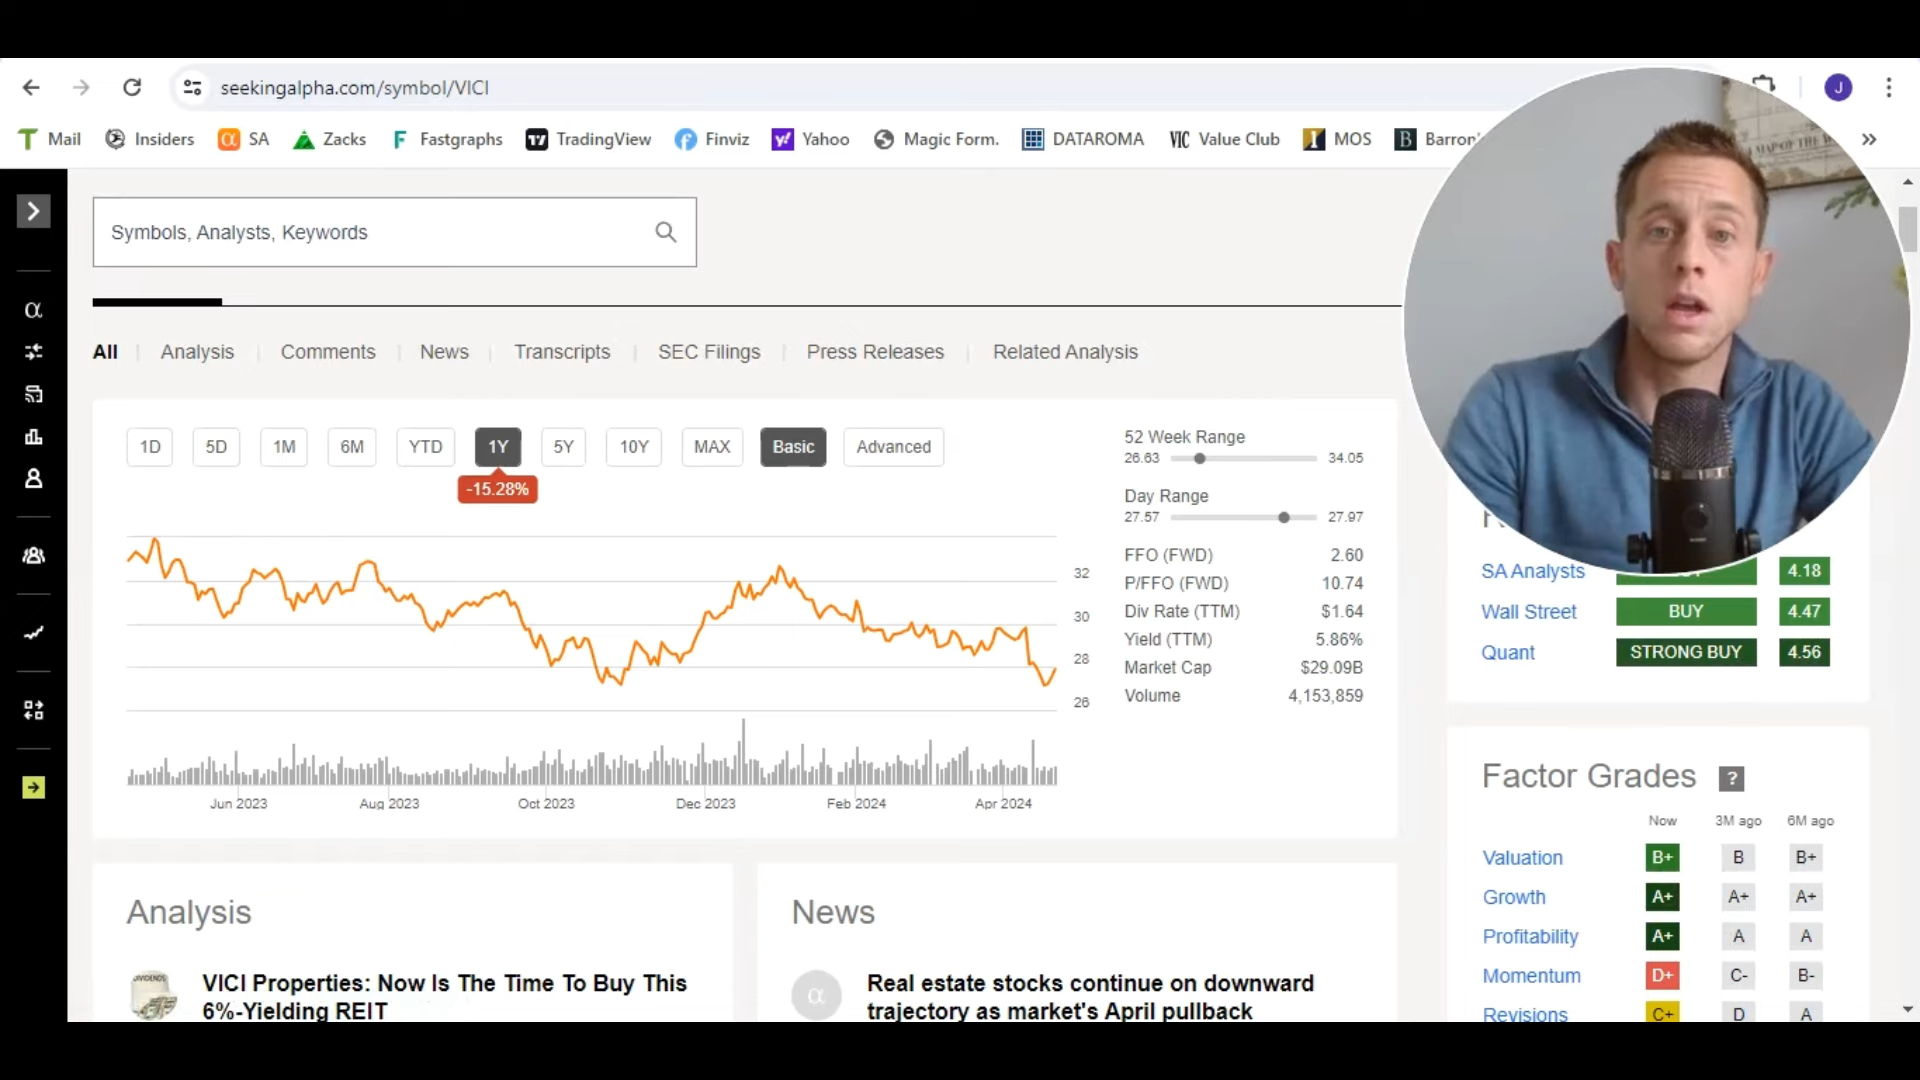 seekingalpha.com/symbol/VICI
J
Mail Insiders SA Zacks Fastgraphs TradingView Finviz Yahoo Magic Form. DATAROMA VIC Value Club MOS B Barron'
A MAP OF THE
Symbols, Analysts, Keywords
All Analysis Comments News Transcripts SEC Filings Press Releases Related Analysis
1D 5D 1M 6M YTD 1Y 5Y 10Y MAX Basic Advanced
-15.28%
52 Week Range
26.63 34.05
Day Range
27.57 27.97
FFO (FWD) 2.60
P/FFO (FWD) 10.74
Div Rate (TTM) $1.64
Yield (TTM) 5.86%
Market Cap $29.09B
Volume 4,153,859
32
30
28
26
Jun 2023 Aug 2023 Oct 2023 Dec 2023 Feb 2024 Apr 2024
SA Analysts 4.18
Wall Street BUY 4.47
Quant STRONG BUY 4.56
Factor Grades ?
Now 3M ago 6M ago
Valuation B+ B B+
Growth A+ A+ A+
Profitability A+ A A
Momentum D+ C- B-
Revisions C+ D A
Analysis
DIVIDENDS
VICI Properties: Now Is The Time To Buy This
6%-Yielding REIT
News
Real estate stocks continue on downward
trajectory as market's April pullback